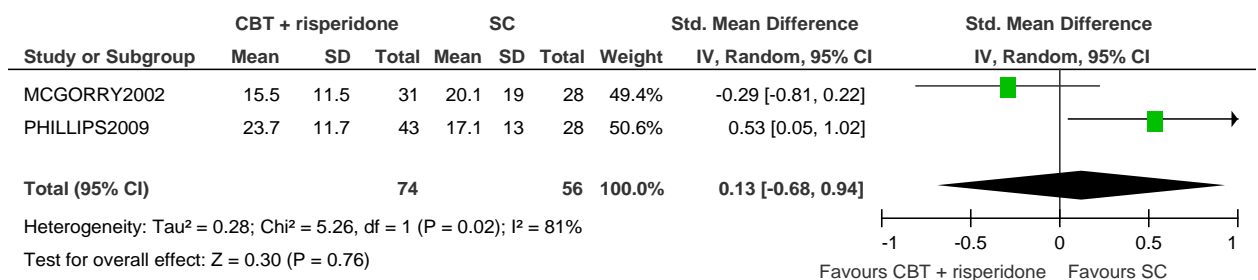 CBT + risperidone SC Std. Mean Difference Std. Mean Difference
Study or Subgroup Mean SD Total Mean SD Total Weight IV, Random, 95% CI IV, Random, 95% CI
MCGORRY2002 15.5 11.5 31 20.1 19 28 49.4% -0.29 [-0.81, 0.22]
PHILLIPS2009 23.7 11.7 43 17.1 13 28 50.6% 0.53 [0.05, 1.02]
Total (95% CI) 74 56 100.0% 0.13 [-0.68, 0.94]
Heterogeneity: Tau² = 0.28; Chi² = 5.26, df = 1 (P = 0.02); I² = 81%
Test for overall effect: Z = 0.30 (P = 0.76)
-1 -0.5 0 0.5 1
Favours CBT + risperidone Favours SC